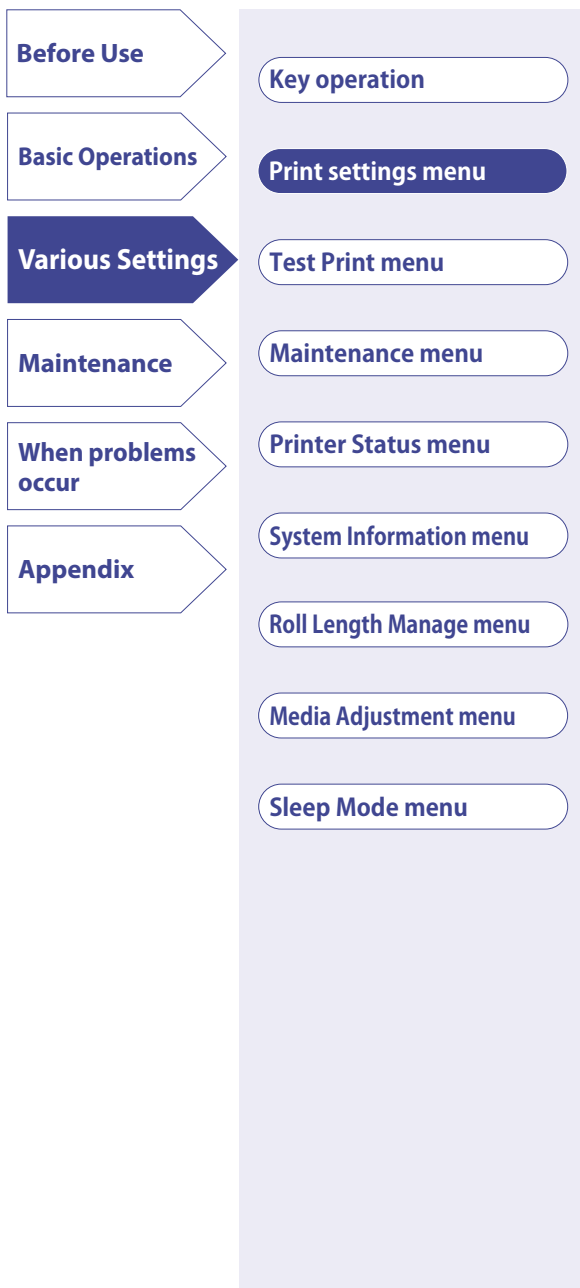 Before Use
Basic Operations
Various Settings
Maintenance
When problems
occur
Appendix
Key operation
Print settings menu
Test Print menu
Maintenance menu
Printer Status menu
System Information menu
Roll Length Manage menu
Media Adjustment menu
Sleep Mode menu